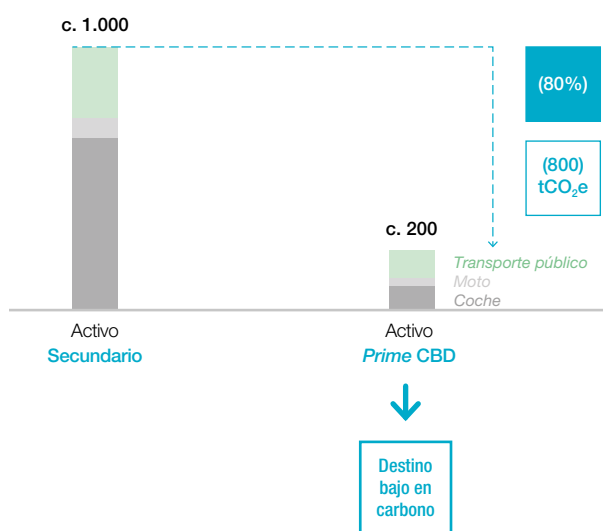 c. 1.000
(80%)
(800)
tCO₂e
c. 200
Transporte público
Moto
Coche
Activo
Secundario
Activo
Prime CBD
Destino
bajo en
carbono